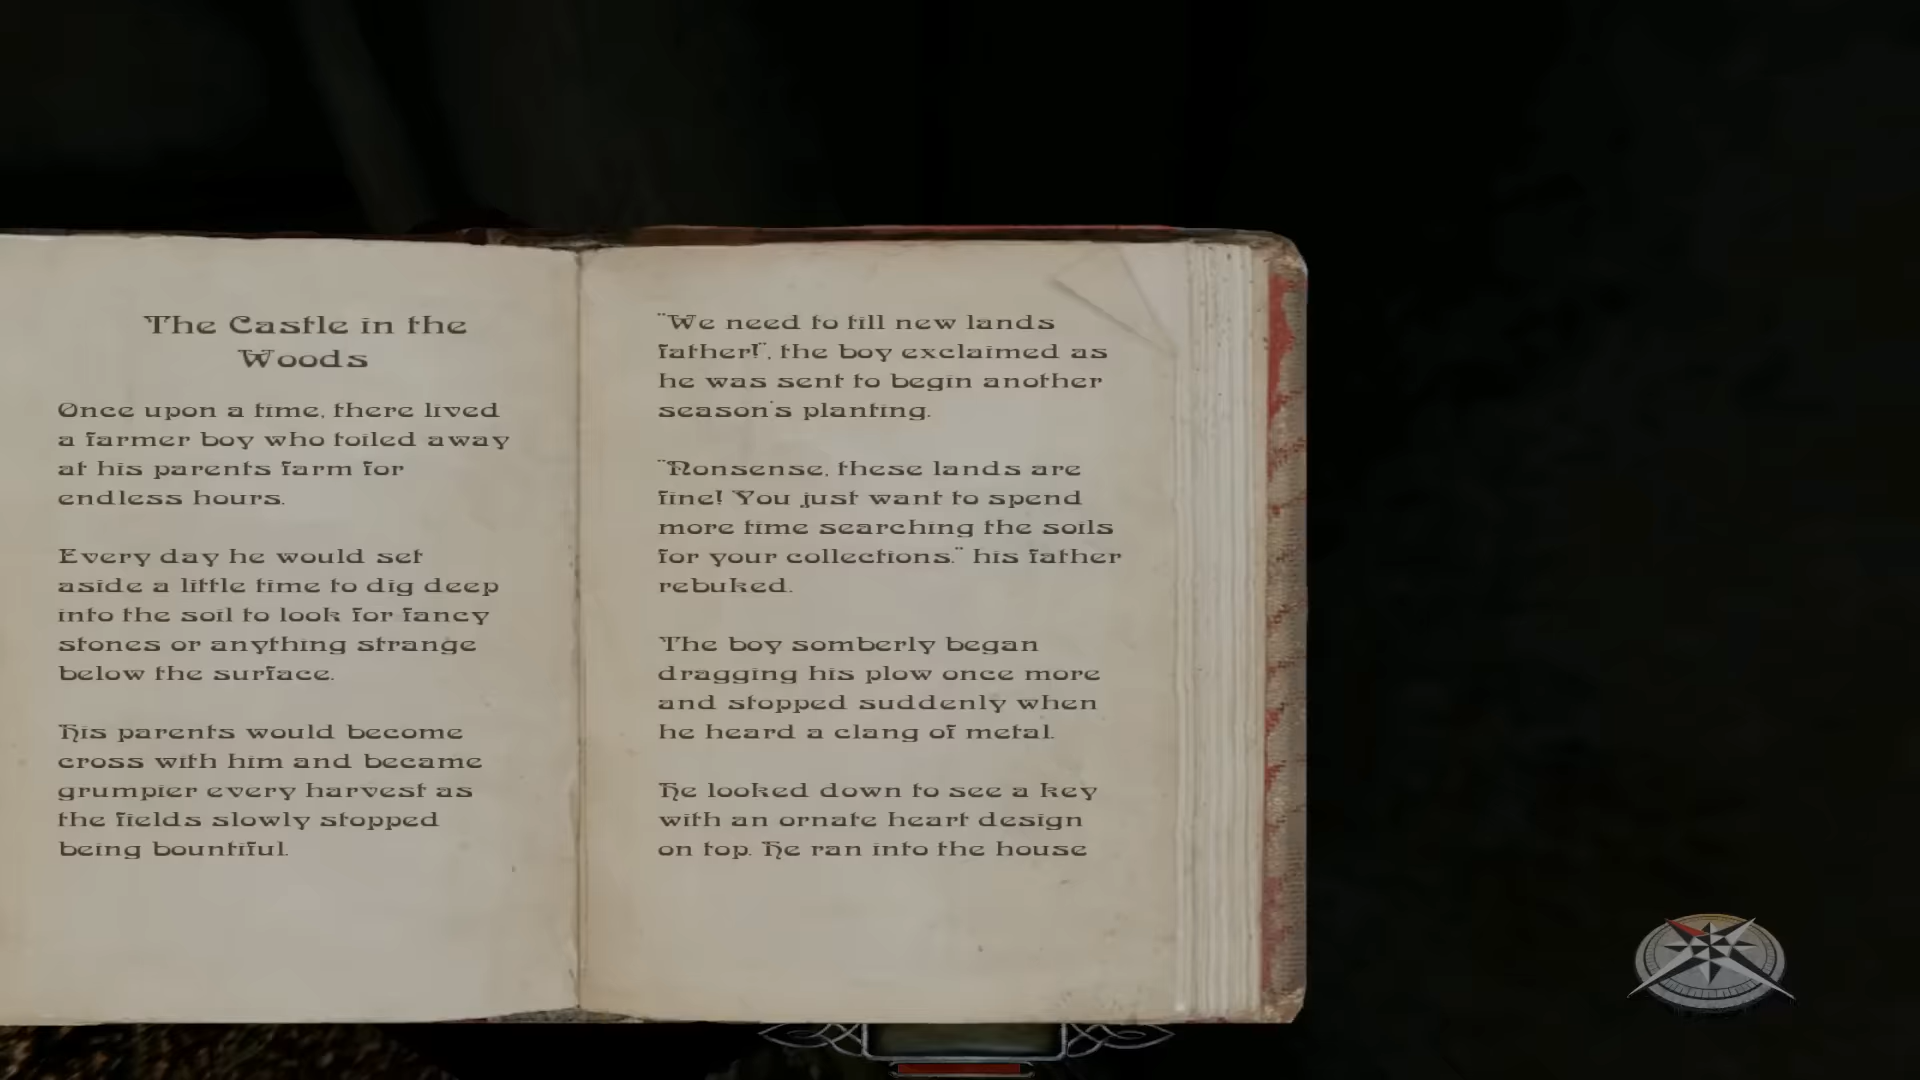 The Castle in the
Woods
Once upon a time, there lived
a farmer boy who toiled away
at his parents farm for
endless hours.
Every day he would set
aside a little time to dig deep
into the soil to look for fancy
stones or anything strange
below the surface.
His parents would become
cross with him and became
grumpier every harvest as
the fields slowly stopped
being bountiful.
"We need to till new lands
father!", the boy exclaimed as
he was sent to begin another
season's planting.
"Nonsense, these lands are
fine! You just want to spend
more time searching the soils
for your collections." his father
rebuked.
The boy somberly began
dragging his plow once more
and stopped suddenly when
he heard a clang of metal.
He looked down to see a key
with an ornate heart design
on top. He ran into the house